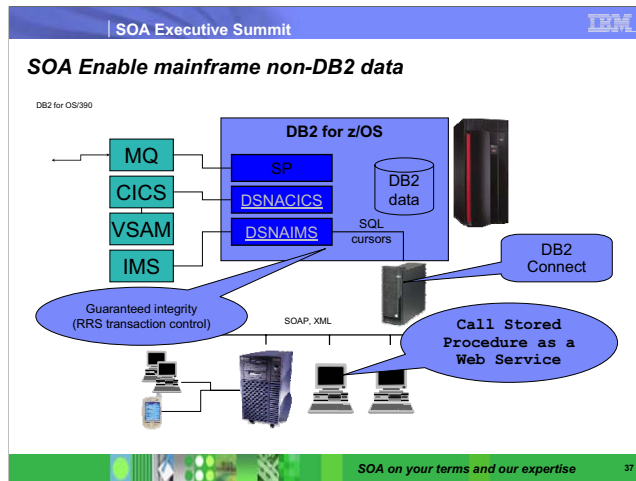 SOA Executive Summit
IBM
SOA Enable mainframe non-DB2 data
DB2 for OS/390
DB2 for z/OS
MQ
SP
CICS
DSNACICS
DB2
data
VSAM
DSNAIMS
SQL
cursors
IMS
DB2
Connect
Guaranteed integrity
(RRS transaction control)
SOAP, XML
Call Stored
Procedure as a
Web Service
SOA on your terms and our expertise
37